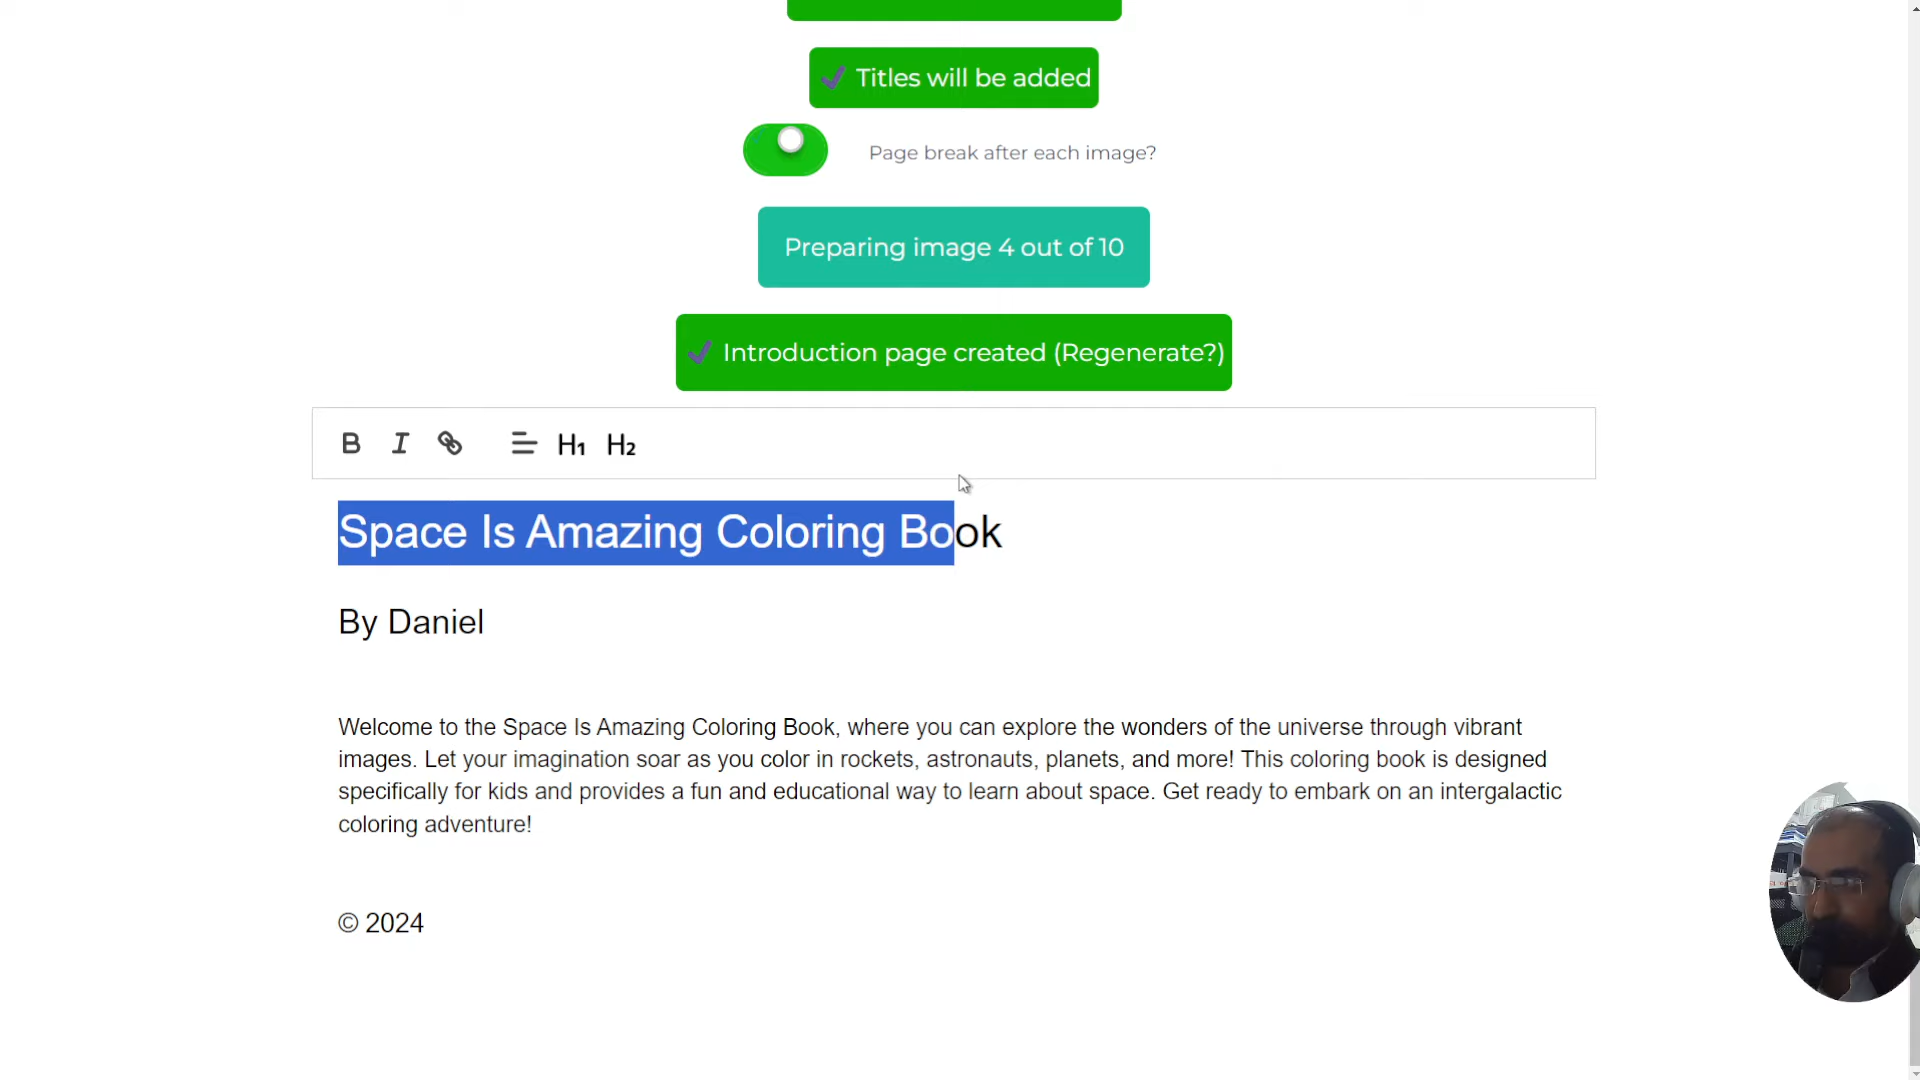 Titles will be added
Page break after each image?
Preparing image 4 out of 10
Introduction page created (Regenerate?)
B I H1 H2
Space Is Amazing Coloring Book
By Daniel
Welcome to the Space Is Amazing Coloring Book, where you can explore the wonders of the universe through vibrant
images. Let your imagination soar as you color in rockets, astronauts, planets, and more! This coloring book is designed
specifically for kids and provides a fun and educational way to learn about space. Get ready to embark on an intergalactic
coloring adventure!
© 2024